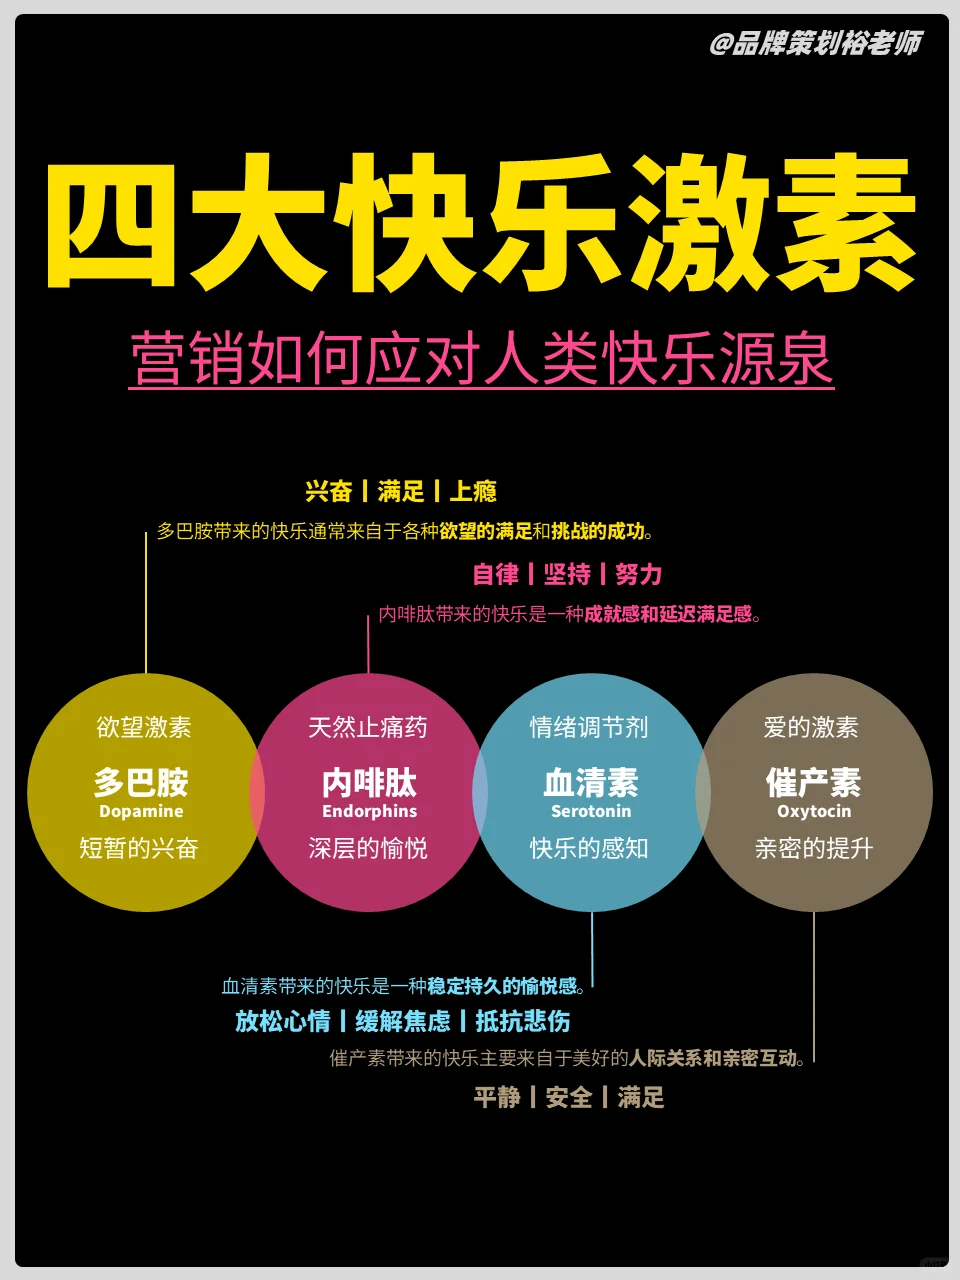 @品牌策划裕老师
四大快乐激素
营销如何应对人类快乐源泉
兴奋丨满足丨上瘾
多巴胺带来的快乐通常来自于各种欲望的满足和挑战的成功。
自律丨坚持丨努力
内啡肽带来的快乐是一种成就感和延迟满足感。
欲望激素
多巴胺
Dopamine
短暂的兴奋
天然止痛药
内啡肽
Endorphins
深层的愉悦
情绪调节剂
血清素
Serotonin
快乐的感知
爱的激素
催产素
Oxytocin
亲密的提升
血清素带来的快乐是一种稳定持久的愉悦感。
放松心情丨缓解焦虑丨抵抗悲伤
催产素带来的快乐主要来自于美好的人际关系和亲密互动。
平静丨安全丨满足